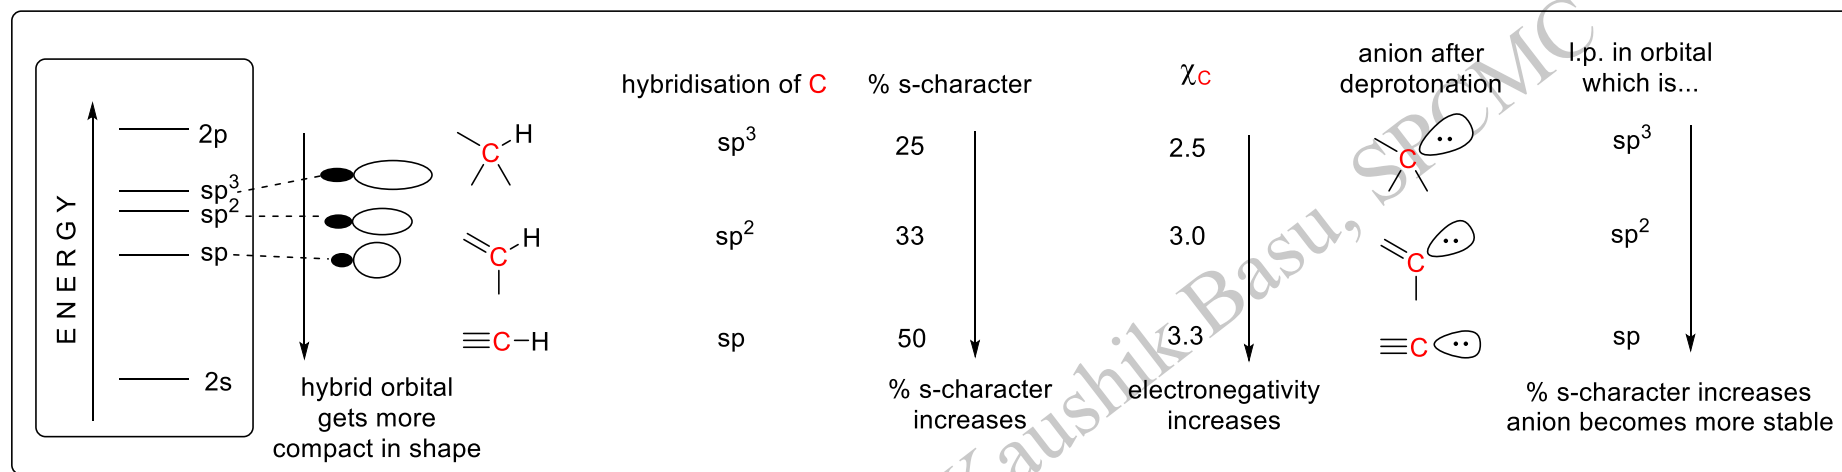 hybridisation of C
% s-character
χC
anion after
deprotonation
l.p. in orbital
which is...
ENERGY
2p
sp3
sp2
sp
2s
hybrid orbital
gets more
compact in shape
C H
sp3
25
2.5
C
sp3
C H
sp2
33
3.0
C
sp2
C H
sp
50
3.3
C
sp
% s-character
increases
electronegativity
increases
% s-character increases
anion becomes more stable
Kaushik Basu, SPCMC